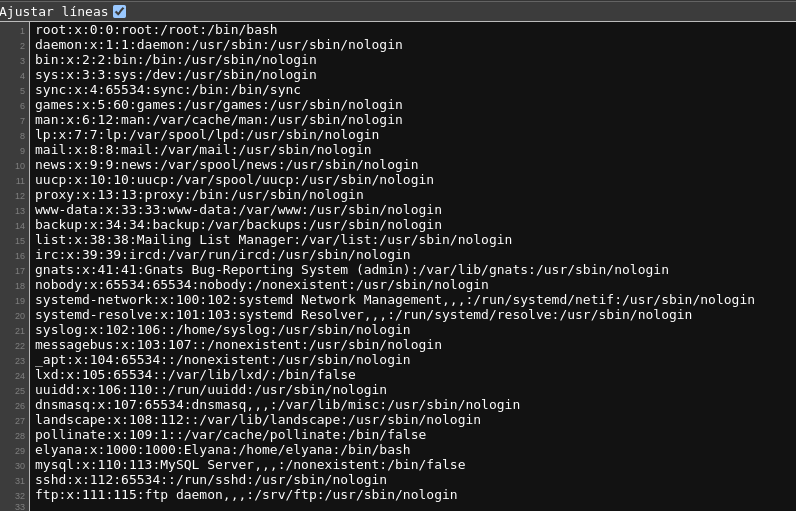 Ajustar líneas
1 root:x:0:0:root:/root:/bin/bash
2 daemon:x:1:1:daemon:/usr/sbin:/usr/sbin/nologin
3 bin:x:2:2:bin:/bin:/usr/sbin/nologin
4 sys:x:3:3:sys:/dev:/usr/sbin/nologin
5 sync:x:4:65534:sync:/bin:/bin/sync
6 games:x:5:60:games:/usr/games:/usr/sbin/nologin
7 man:x:6:12:man:/var/cache/man:/usr/sbin/nologin
8 lp:x:7:7:lp:/var/spool/lpd:/usr/sbin/nologin
9 mail:x:8:8:mail:/var/mail:/usr/sbin/nologin
10 news:x:9:9:news:/var/spool/news:/usr/sbin/nologin
11 uucp:x:10:10:uucp:/var/spool/uucp:/usr/sbin/nologin
12 proxy:x:13:13:proxy:/bin:/usr/sbin/nologin
13 www-data:x:33:33:www-data:/var/www:/usr/sbin/nologin
14 backup:x:34:34:backup:/var/backups:/usr/sbin/nologin
15 list:x:38:38:Mailing List Manager:/var/list:/usr/sbin/nologin
16 irc:x:39:39:ircd:/var/run/ircd:/usr/sbin/nologin
17 gnats:x:41:41:Gnats Bug-Reporting System (admin):/var/lib/gnats:/usr/sbin/nologin
18 nobody:x:65534:65534:nobody:/nonexistent:/usr/sbin/nologin
19 systemd-network:x:100:102:systemd Network Management,,,:/run/systemd/netif:/usr/sbin/nologin
20 systemd-resolve:x:101:103:systemd Resolver,,,:/run/systemd/resolve:/usr/sbin/nologin
21 syslog:x:102:106::/home/syslog:/usr/sbin/nologin
22 messagebus:x:103:107::/nonexistent:/usr/sbin/nologin
23 _apt:x:104:65534::/nonexistent:/usr/sbin/nologin
24 lxd:x:105:65534::/var/lib/lxd/:/bin/false
25 uuidd:x:106:110::/run/uuidd:/usr/sbin/nologin
26 dnsmasq:x:107:65534:dnsmasq,,,:/var/lib/misc:/usr/sbin/nologin
27 landscape:x:108:112::/var/lib/landscape:/usr/sbin/nologin
28 pollinate:x:109:1::/var/cache/pollinate:/bin/false
29 elyana:x:1000:1000:Elyana:/home/elyana:/bin/bash
30 mysql:x:110:113:MySQL Server,,,:/nonexistent:/bin/false
31 sshd:x:112:65534::/run/sshd:/usr/sbin/nologin
32 ftp:x:111:115:ftp daemon,,,:/srv/ftp:/usr/sbin/nologin
33